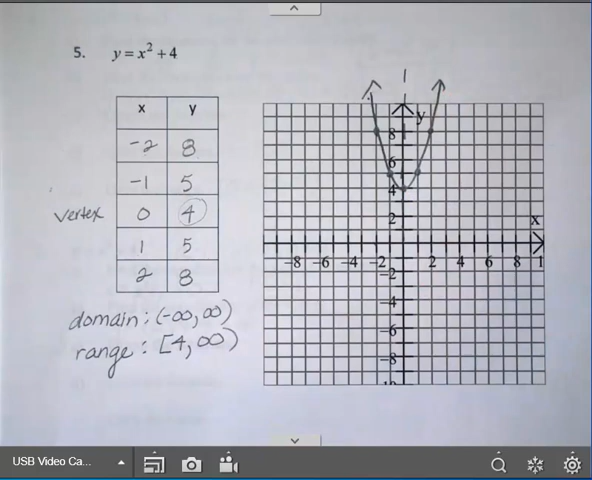 5. y = x² + 4
x y
-2 8
-1 5
vertex 0 4
1 5
2 8
domain: (-∞, ∞)
range: [4, ∞)
y
8
6
4
2
x
-8 -6 -4 -2 2 4 6 8 1
-2
-4
-6
-8
USB Video Ca...